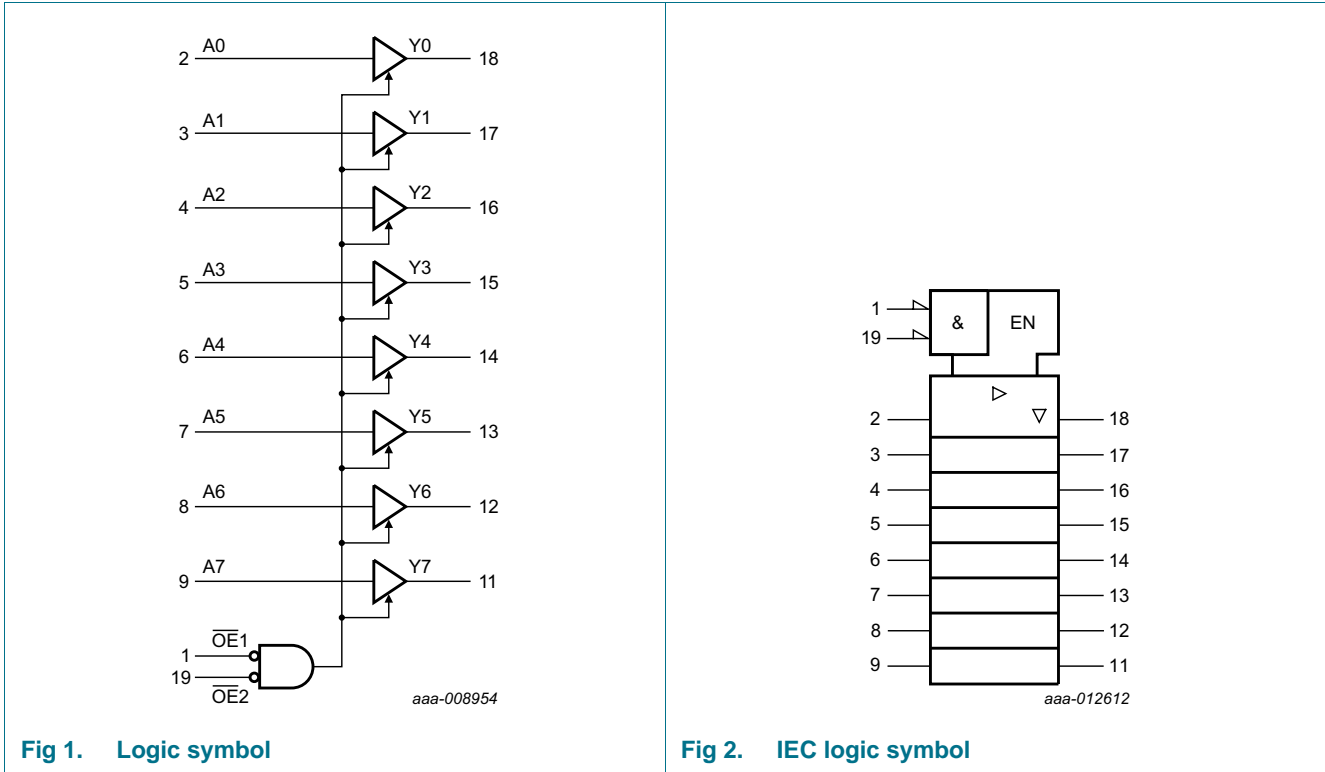 2 A0 Y0 18
3 A1 Y1 17
4 A2 Y2 16
5 A3 Y3 15
6 A4 Y4 14
7 A5 Y5 13
8 A6 Y6 12
9 A7 Y7 11
1 O̅E̅1
19 O̅E̅2
aaa-008954
Fig 1. Logic symbol
1
19
& EN
2 18
3 17
4 16
5 15
6 14
7 13
8 12
9 11
aaa-012612
Fig 2. IEC logic symbol